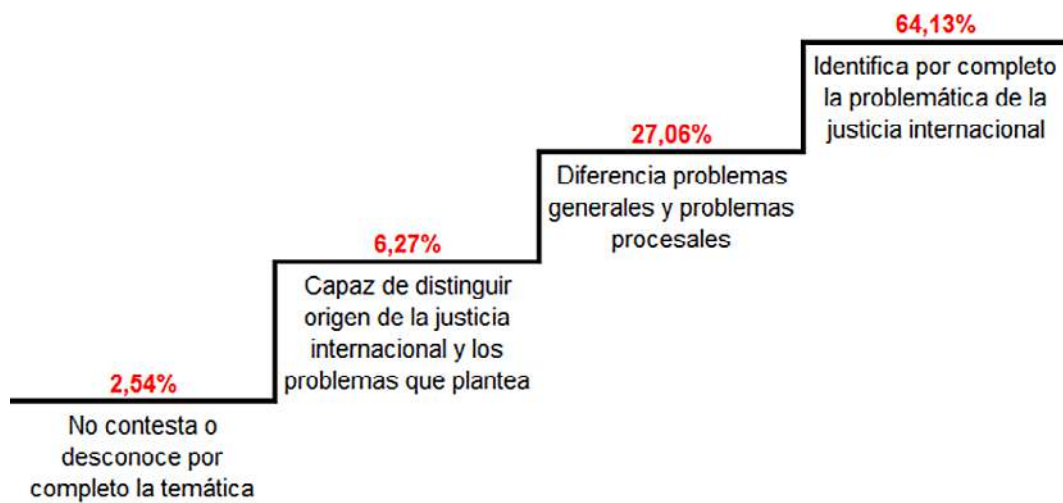 64,13%
Identifica por completo
la problemática de la
justicia internacional
27,06%
Diferencia problemas
generales y problemas
procesales
6,27%
Capaz de distinguir
origen de la justicia
internacional y los
problemas que plantea
2,54%
No contesta o
desconoce por
completo la temática